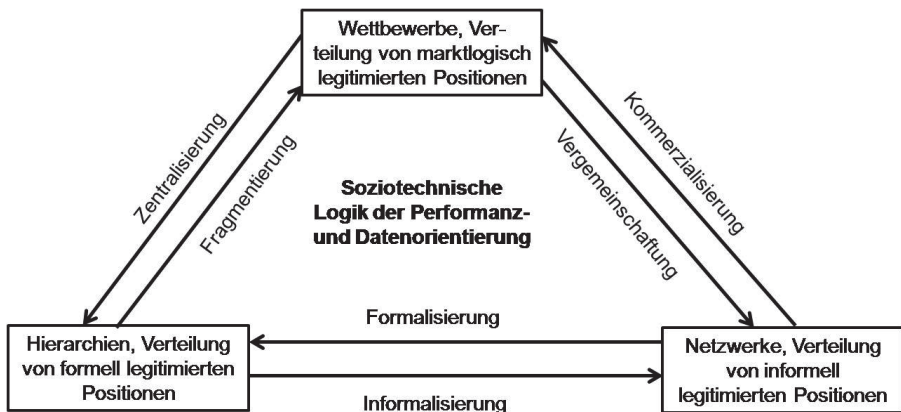 Wettbewerbe, Ver-
teilung von marktlogisch
legitimierten Positionen
Zentralisierung
Fragmentierung
Kommerzialisierung
Vergemeinschaftung
Soziotechnische
Logik der Performanz-
und Datenorientierung
Formalisierung
Hierarchien, Verteilung
von formell legitimierten
Positionen
Netzwerke, Verteilung
von informell
legitimierten Positionen
Informalisierung